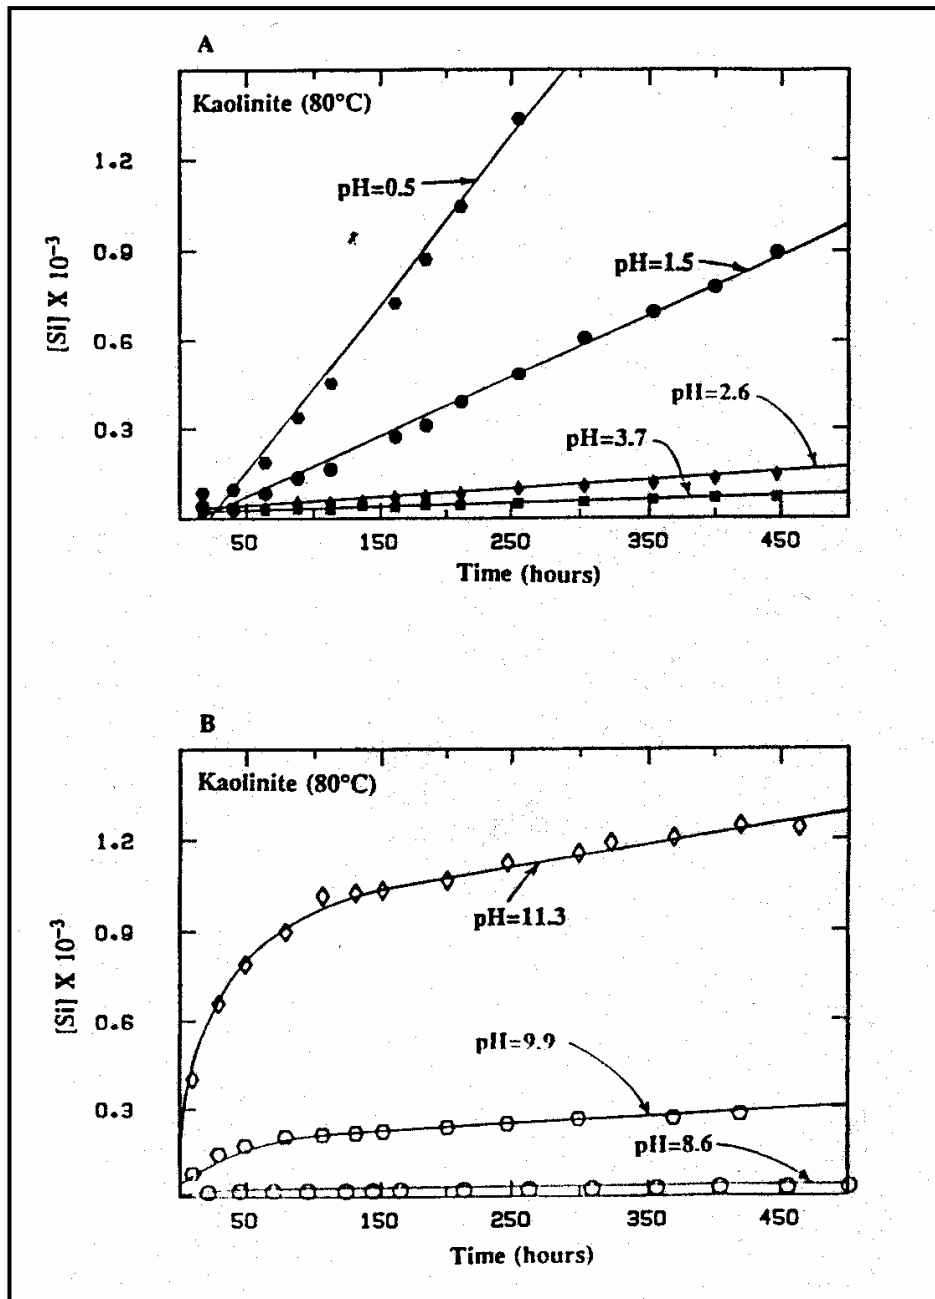 A
Kaolinite (80°C)
1.2
pH=0.5
0.9
pH=1.5
[Si] X 10⁻³
0.6
pH=2.6
pH=3.7
0.3
50 150 250 350 450
Time (hours)
B
Kaolinite (80°C)
1.2
pH=11.3
0.9
[Si] X 10⁻³
0.6
pH=9.9
0.3
pH=8.6
50 150 250 350 450
Time (hours)